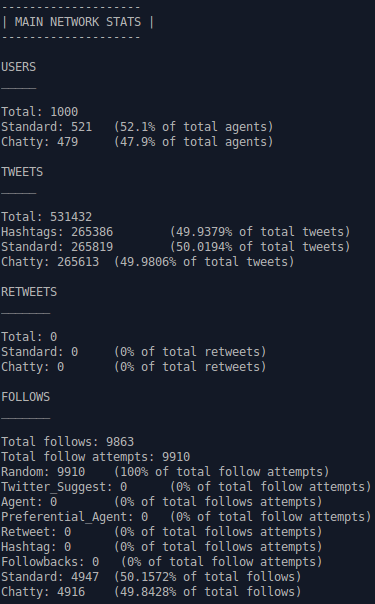 --------------------
| MAIN NETWORK STATS |
--------------------
USERS
_____
Total: 1000
Standard: 521 (52.1% of total agents)
Chatty: 479 (47.9% of total agents)
TWEETS
_____
Total: 531432
Hashtags: 265386 (49.9379% of total tweets)
Standard: 265819 (50.0194% of total tweets)
Chatty: 265613 (49.9806% of total tweets)
RETWEETS
_______
Total: 0
Standard: 0 (0% of total retweets)
Chatty: 0 (0% of total retweets)
FOLLOWS
_______
Total follows: 9863
Total follow attempts: 9910
Random: 9910 (100% of total follow attempts)
Twitter_Suggest: 0 (0% of total follow attempts)
Agent: 0 (0% of total follows attempts)
Preferential_Agent: 0 (0% of total follow attempts)
Retweet: 0 (0% of total follows attempts)
Hashtag: 0 (0% of total follows attempts)
Followbacks: 0 (0% of total follows attempts)
Standard: 4947 (50.1572% of total follows)
Chatty: 4916 (49.8428% of total follows)